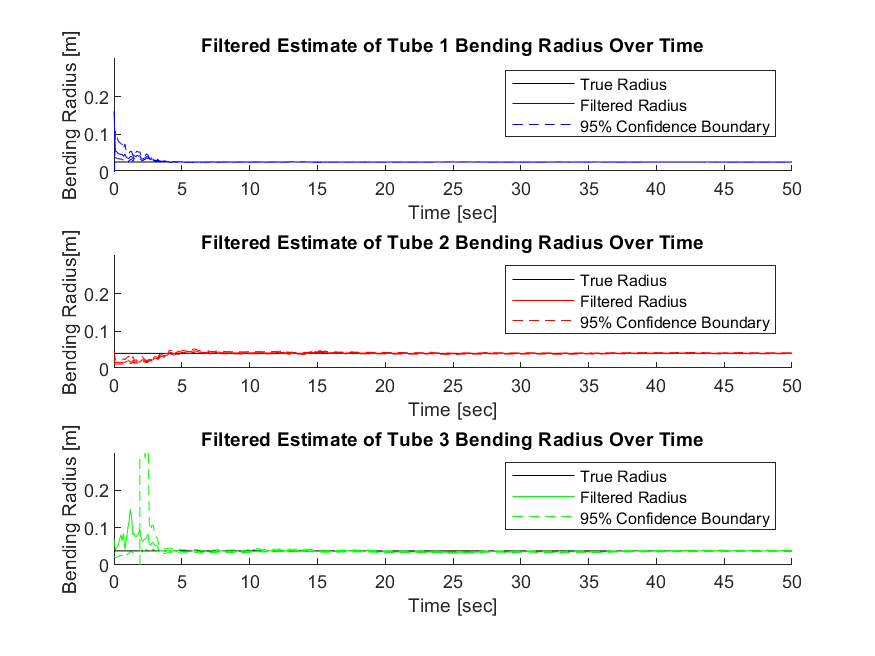 Filtered Estimate of Tube 1 Bending Radius Over Time
Bending Radius [m]
0.2
0.1
0
True Radius
Filtered Radius
95% Confidence Boundary
0 5 10 15 20 25 30 35 40 45 50
Time [sec]
Filtered Estimate of Tube 2 Bending Radius Over Time
Bending Radius[m]
0.2
0.1
0
True Radius
Filtered Radius
95% Confidence Boundary
0 5 10 15 20 25 30 35 40 45 50
Time [sec]
Filtered Estimate of Tube 3 Bending Radius Over Time
Bending Radius [m]
0.2
0.1
0
True Radius
Filtered Radius
95% Confidence Boundary
0 5 10 15 20 25 30 35 40 45 50
Time [sec]